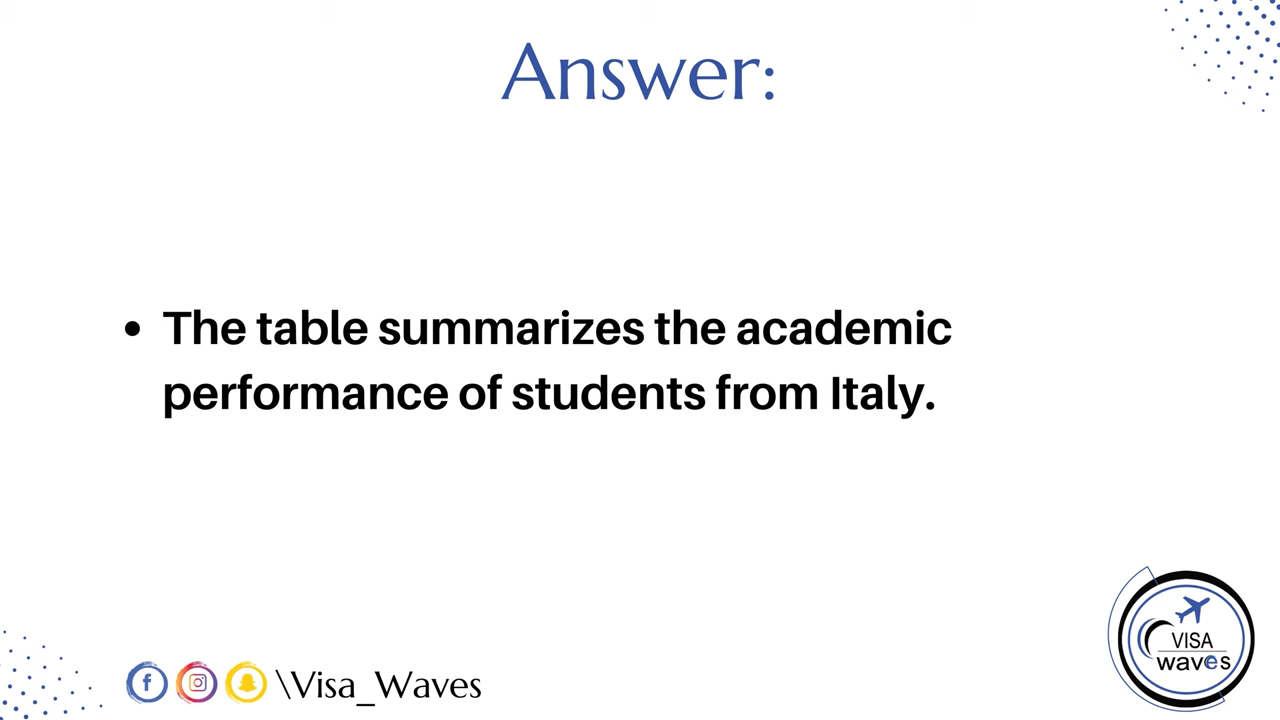 Answer:
• The table summarizes the academic
performance of students from Italy.
\Visa_Waves
VISA
waves